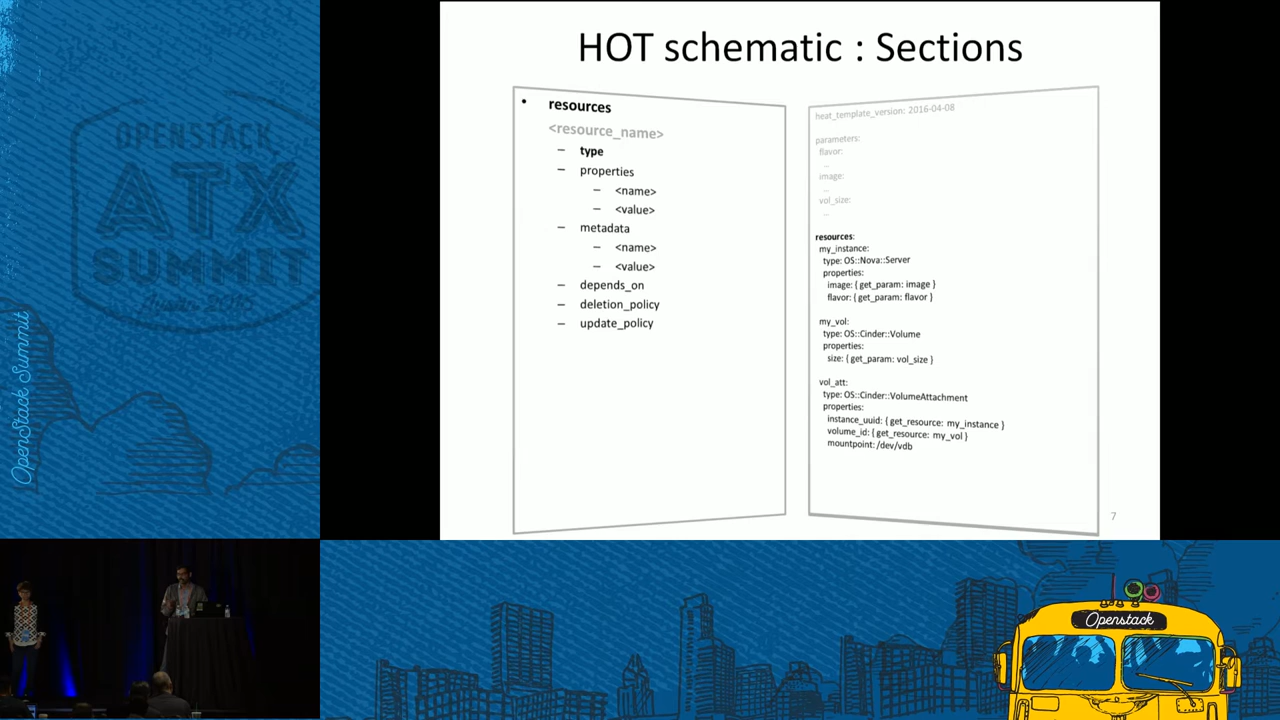 HOT schematic : Sections
• resources
<resource_name>
– type
– properties
– <name>
– <value>
– metadata
– <name>
– <value>
– depends_on
– deletion_policy
– update_policy
heat_template_version: 2016-04-08
parameters:
flavor:
...
image:
...
vol_size:
...
resources:
my_instance:
type: OS::Nova::Server
properties:
image: { get_param: image }
flavor: { get_param: flavor }
my_vol:
type: OS::Cinder::Volume
properties:
size: { get_param: vol_size }
vol_att:
type: OS::Cinder::VolumeAttachment
properties:
instance_uuid: { get_resource: my_instance }
volume_id: { get_resource: my_vol }
mountpoint: /dev/vdb
7
STACK
TX
OpenStack Summit
Openstack